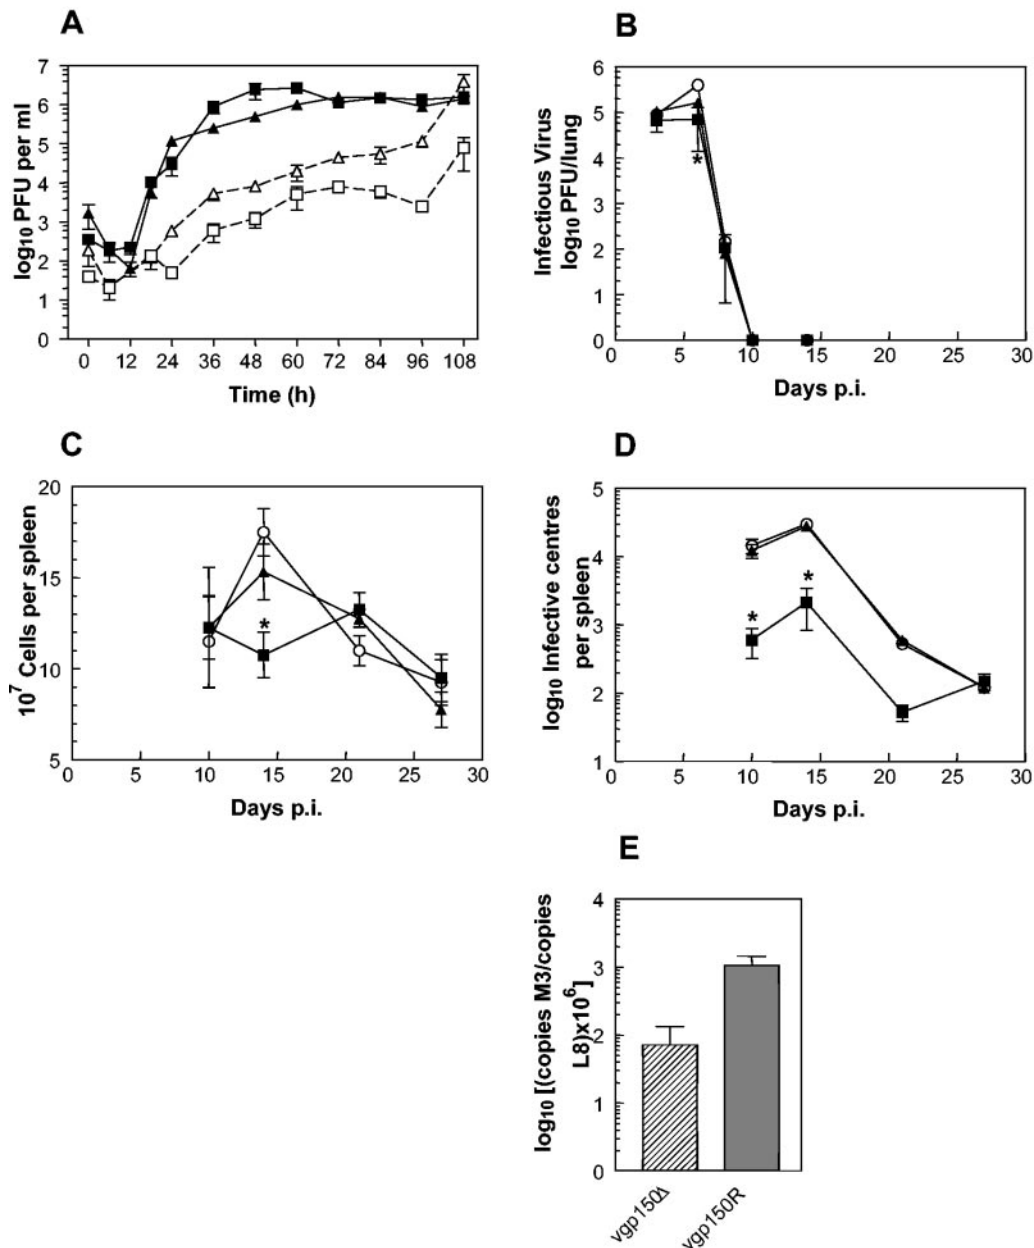 A
log₁₀ PFU per ml
7
6
5
4
3
2
1
0
0 12 24 36 48 60 72 84 96 108
Time (h)
B
Infectious Virus
log₁₀ PFU/lung
6
5
4
3
2
1
0
*
0 5 10 15 20 25 30
Days p.i.
C
10⁷ Cells per spleen
20
15
10
5
*
0 5 10 15 20 25 30
Days p.i.
D
log₁₀ Infective centres
per spleen
5
4
3
2
1
*
*
0 5 10 15 20 25 30
Days p.i.
E
log₁₀ [(copies M3/copies
L8)x10⁶]
4
3
2
1
0
vgp150Δ
vgp150R